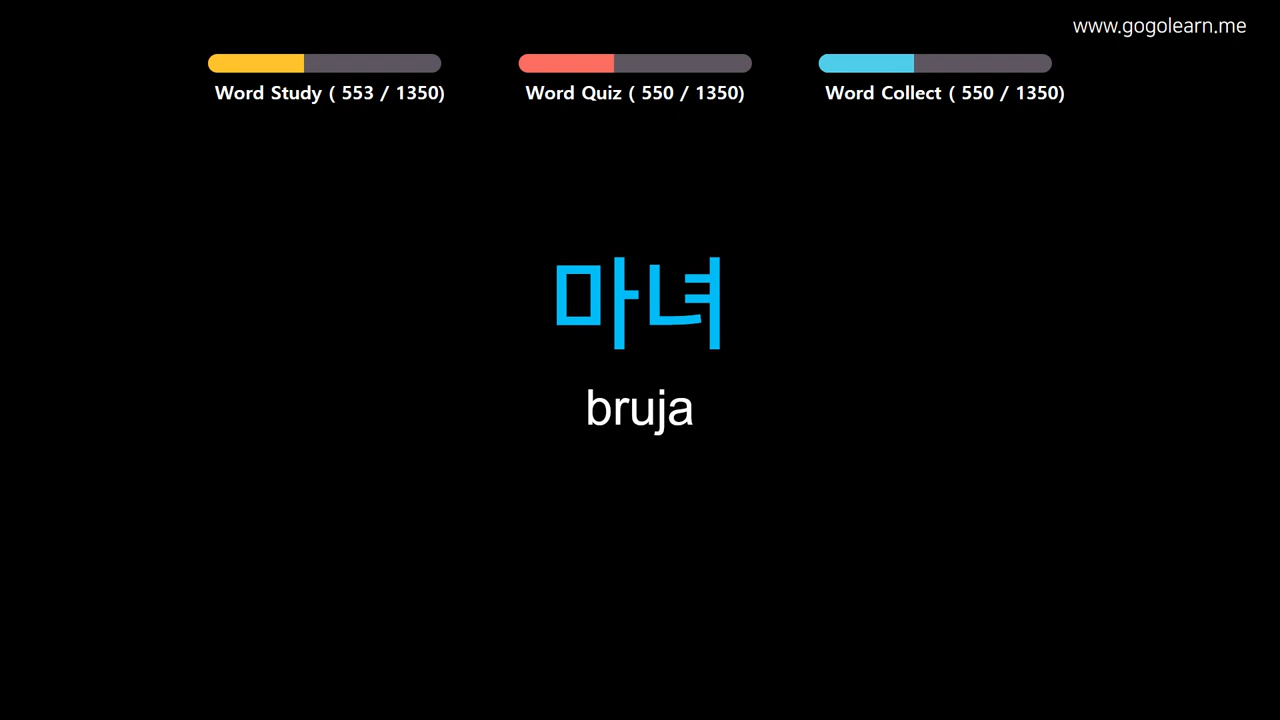 www.gogolearn.me
Word Study ( 553 / 1350)
Word Quiz ( 550 / 1350)
Word Collect ( 550 / 1350)
마녀
bruja